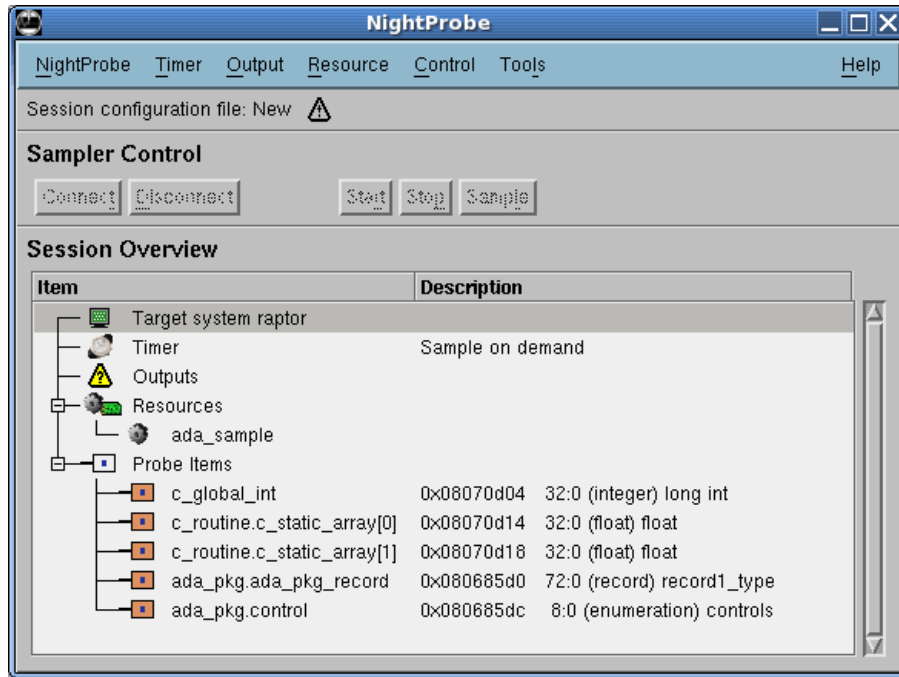 NightProbe
NightProbe Timer Output Resource Control Tools Help
Session configuration file: New
Sampler Control
Connect Disconnect Start Stop Sample
Session Overview
Item Description
Target system raptor
Timer Sample on demand
Outputs
Resources
ada_sample
Probe Items
c_global_int 0x08070d04 32:0 (integer) long int
c_routine.c_static_array[0] 0x08070d14 32:0 (float) float
c_routine.c_static_array[1] 0x08070d18 32:0 (float) float
ada_pkg.ada_pkg_record 0x080685d0 72:0 (record) record1_type
ada_pkg.control 0x080685dc 8:0 (enumeration) controls